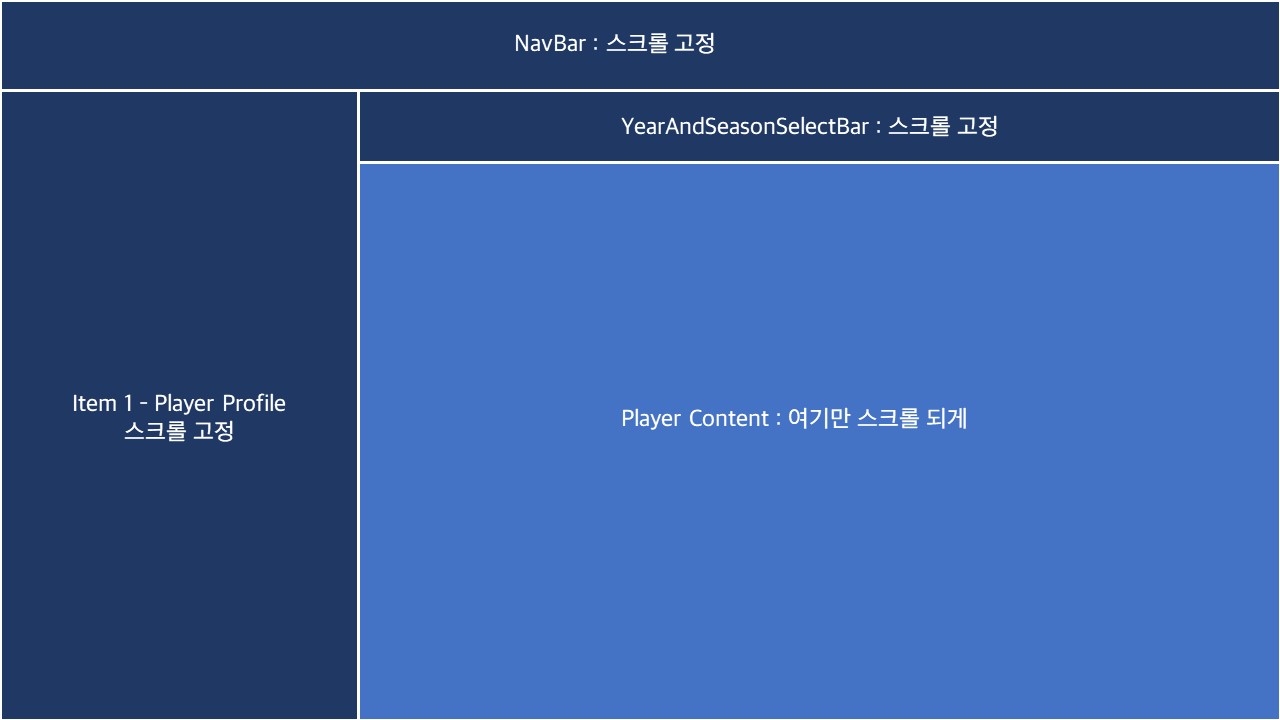 NavBar : 스크롤 고정
YearAndSeasonSelectBar : 스크롤 고정
Item 1 - Player Profile
스크롤 고정
Player Content : 여기만 스크롤 되게